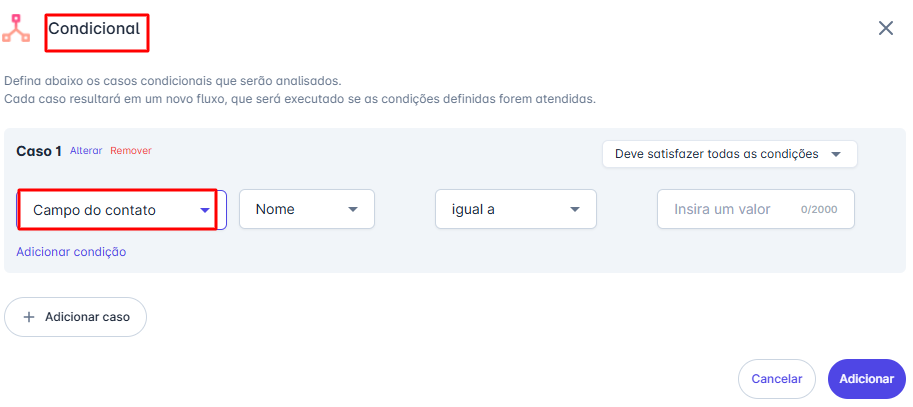 Condicional
Defina abaixo os casos condicionais que serão analisados.
Cada caso resultará em um novo fluxo, que será executado se as condições definidas forem atendidas.
Caso 1 Alterar Remover
Deve satisfazer todas as condições
Campo do contato
Nome
igual a
Insira um valor 0/2000
Adicionar condição
Adicionar caso
Cancelar
Adicionar